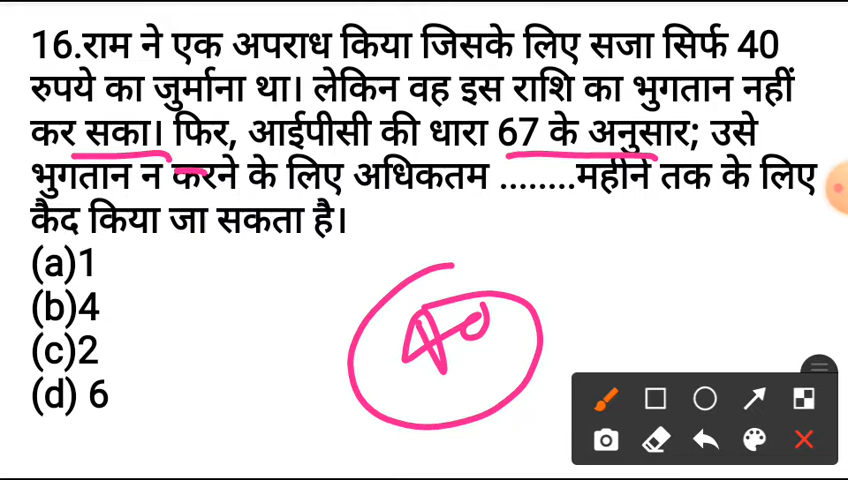 16.राम ने एक अपराध किया जिसके लिए सजा सिर्फ 40
रुपये का जुर्माना था। लेकिन वह इस राशि का भुगतान नहीं
कर सका। फिर, आईपीसी की धारा 67 के अनुसार; उसे
भुगतान न करने के लिए अधिकतम ........महीने तक के लिए
कैद किया जा सकता है।
(a)1
(b)4
(c)2
(d) 6
40